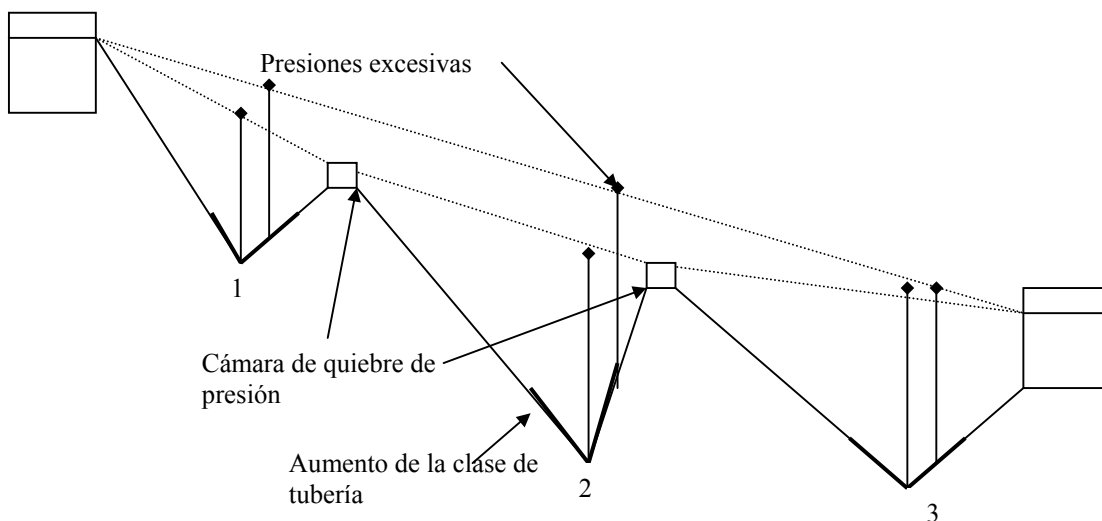 Presiones excesivas
1
Cámara de quiebre de
presión
Aumento de la clase de
tubería
2
3